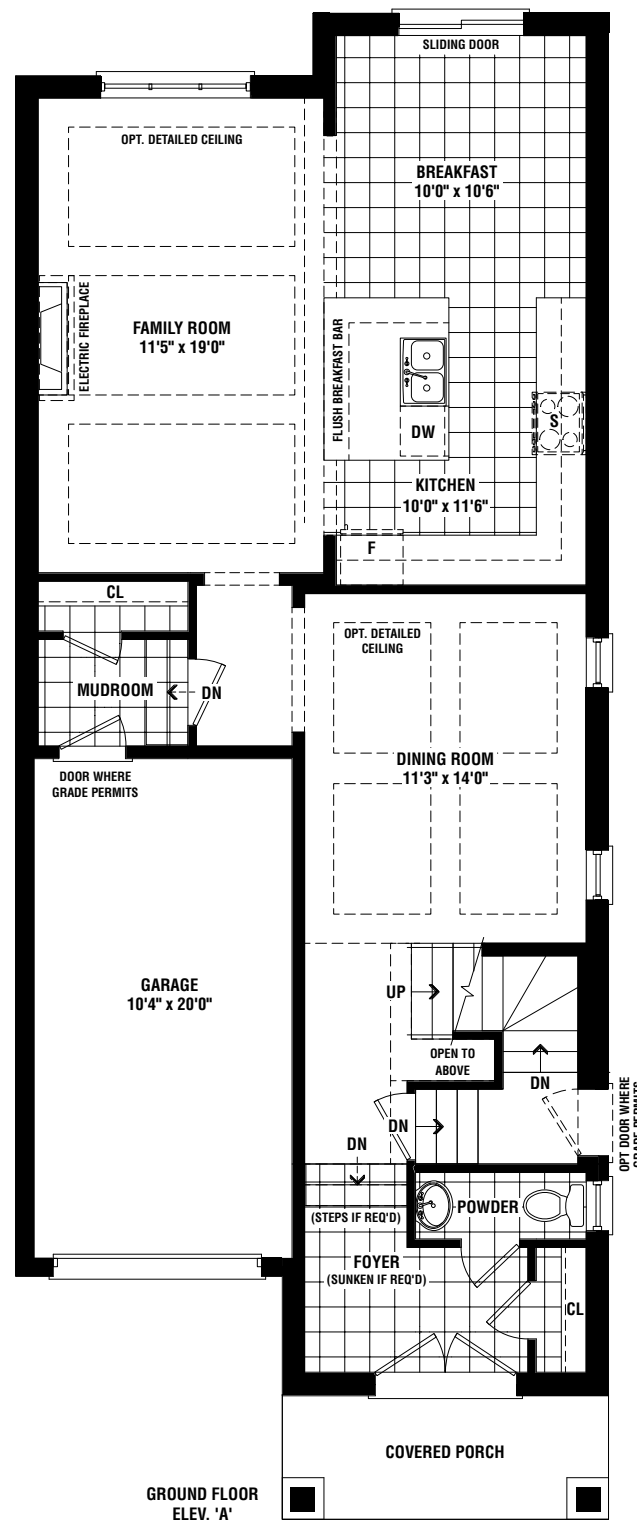 SLIDING DOOR
OPT. DETAILED CEILING
BREAKFAST
10'0" x 10'6"
ELECTRIC FIREPLACE
FAMILY ROOM
11'5" x 19'0"
FLUSH BREAKFAST BAR
DW
S
KITCHEN
10'0" x 11'6"
F
CL
OPT. DETAILED
CEILING
MUDROOM
DN
DINING ROOM
11'3" x 14'0"
DOOR WHERE
GRADE PERMITS
GARAGE
10'4" x 20'0"
UP
OPEN TO
ABOVE
DN
DN
DN
OPT DOOR WHERE
GRADE PERMITS
(STEPS IF REQ'D)
POWDER
FOYER
(SUNKEN IF REQ'D)
CL
COVERED PORCH
GROUND FLOOR
ELEV. 'A'